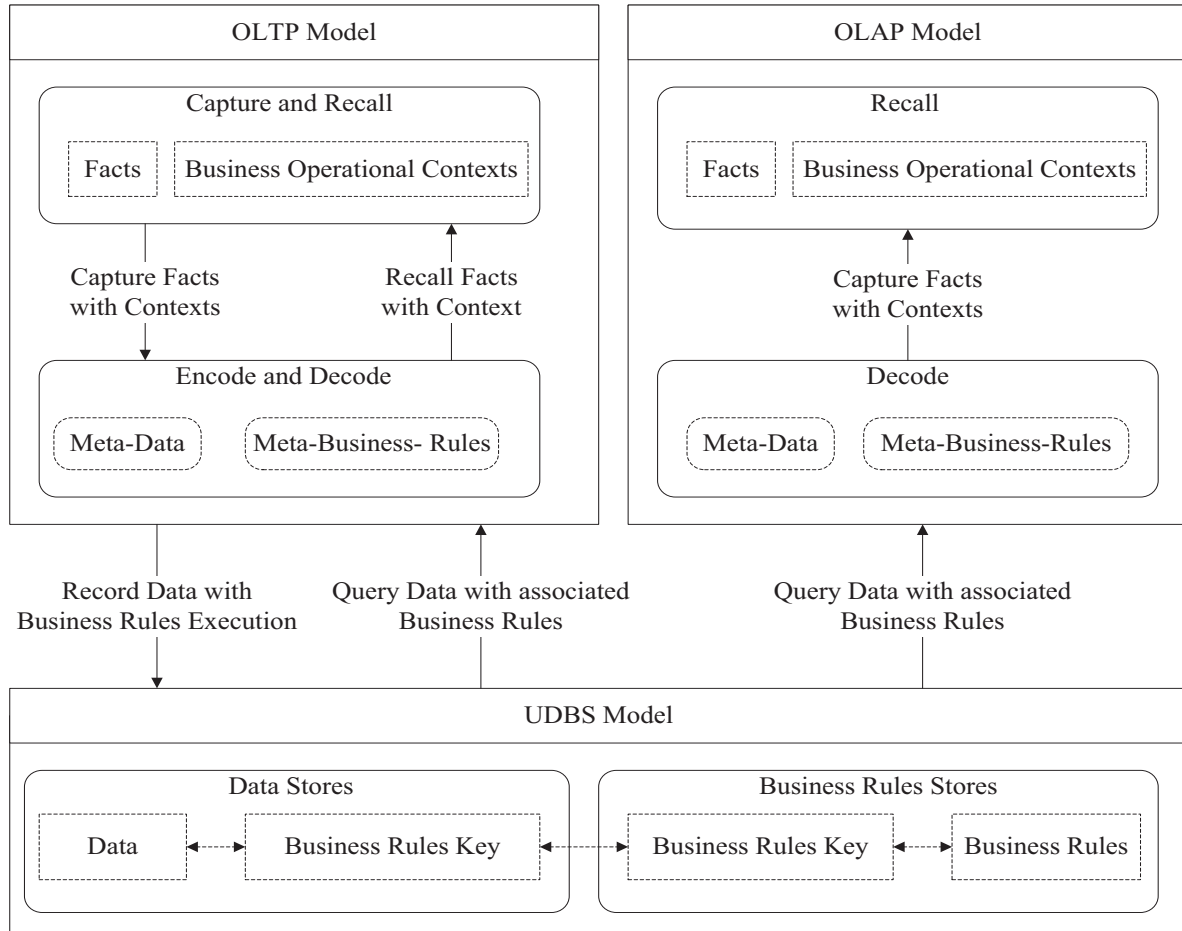 OLTP Model
Capture and Recall
Facts
Business Operational Contexts
Capture Facts
with Contexts
Recall Facts
with Context
Encode and Decode
Meta-Data
Meta-Business- Rules
OLAP Model
Recall
Facts
Business Operational Contexts
Capture Facts
with Contexts
Decode
Meta-Data
Meta-Business-Rules
Record Data with
Business Rules Execution
Query Data with associated
Business Rules
Query Data with associated
Business Rules
UDBS Model
Data Stores
Data
Business Rules Key
Business Rules Stores
Business Rules Key
Business Rules